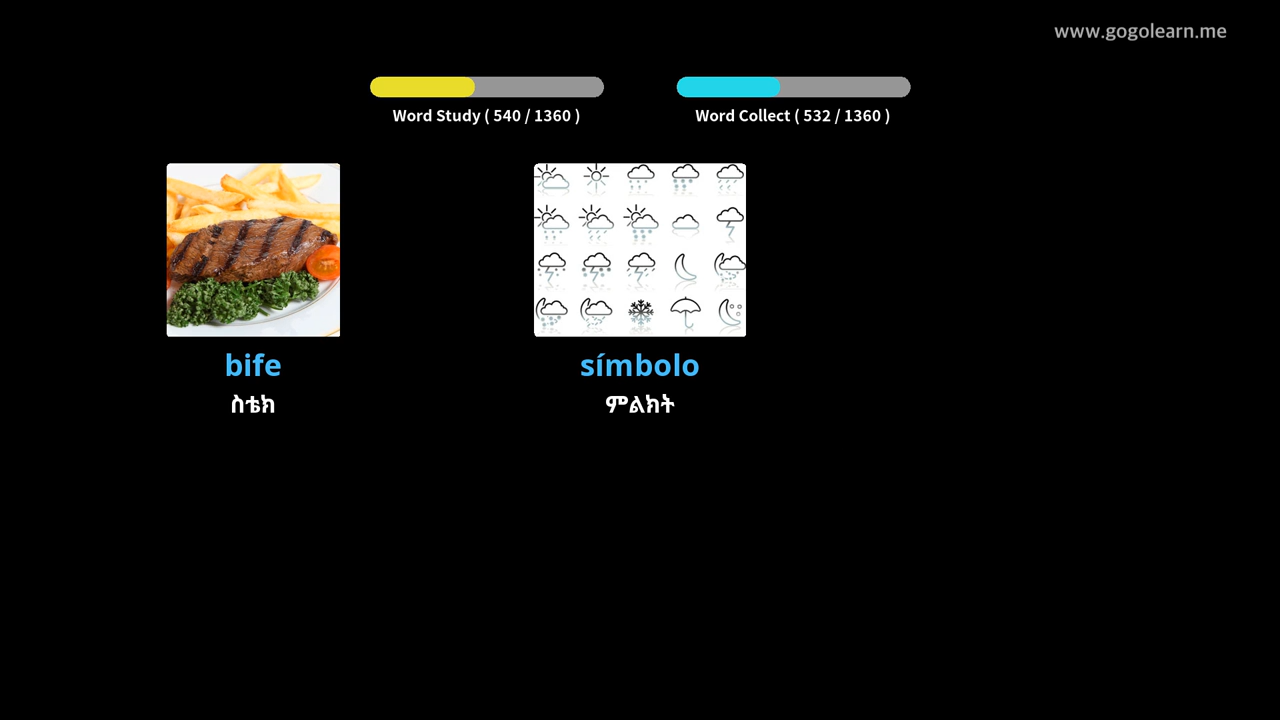 www.gogolearn.me
Word Study ( 540 / 1360 )
Word Collect ( 532 / 1360 )
bife
ስቴክ
símbolo
ምልክት